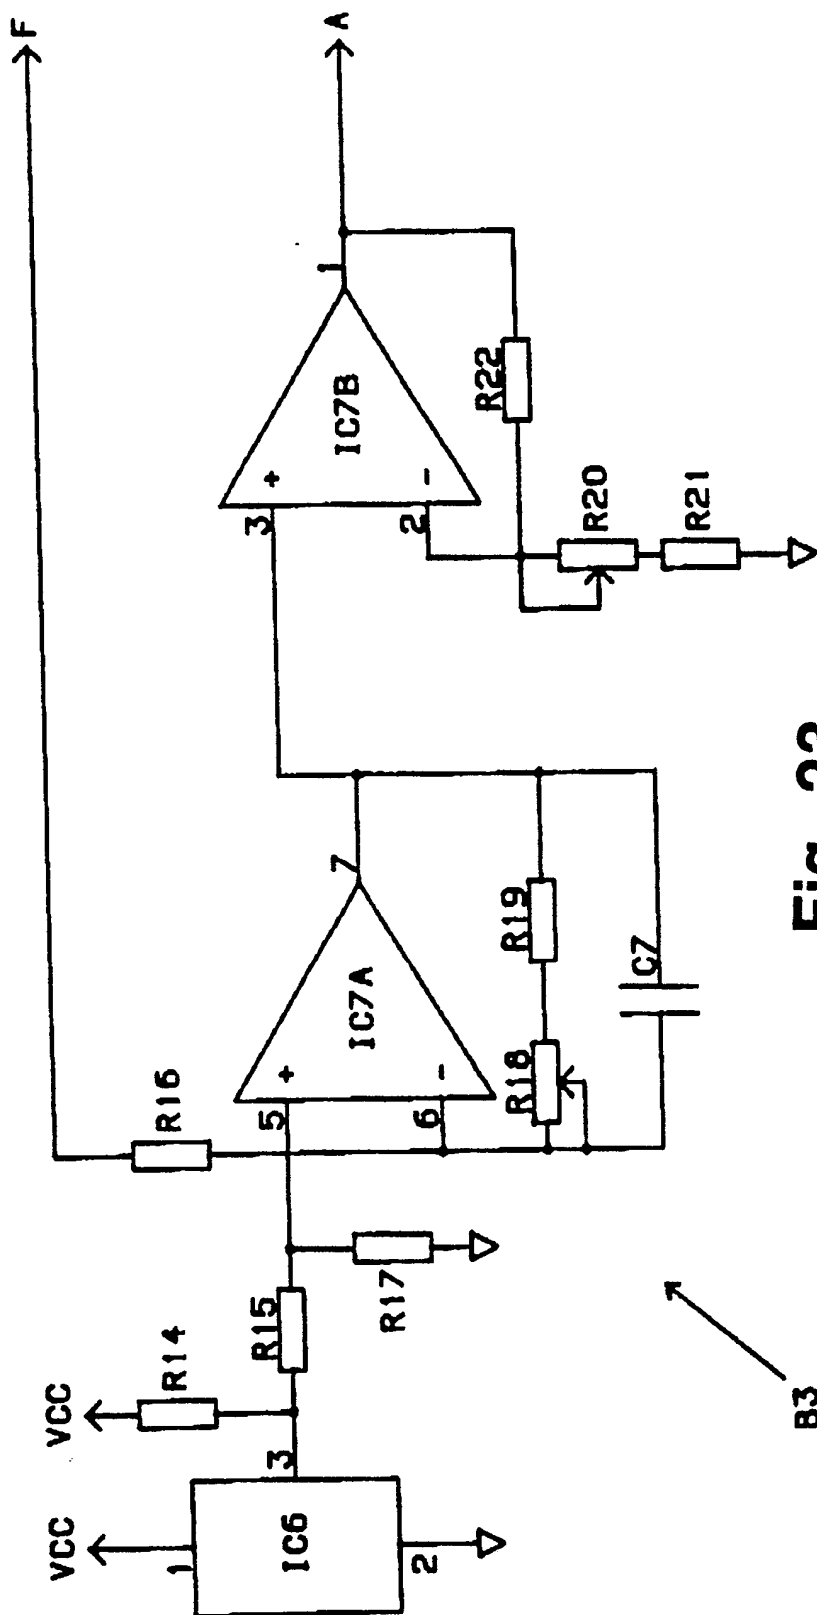 F
A
VCC
VCC
R14
R15
R16
R17
1
2
3
IC6
5
6
7
+
-
IC7A
R18
R19
C7
3
2
1
+
-
IC7B
R22
R20
R21
B3
Fig.